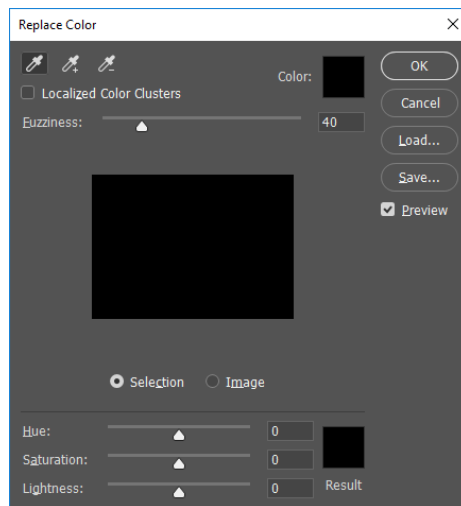 Replace Color
Color:
OK
Localized Color Clusters
Cancel
Fuzziness:
40
Load...
Save...
Preview
Selection
Image
Hue:
0
Saturation:
0
Lightness:
0
Result